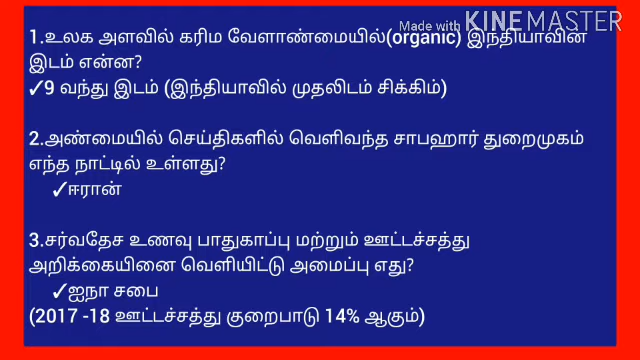 Made with KINEMASTER
1.உலக அளவில் கரிம வேளாண்மையில்(organic) இந்தியாவின்
இடம் என்ன?
✓9 வந்து இடம் (இந்தியாவில் முதலிடம் சிக்கிம்)
2.அண்மையில் செய்திகளில் வெளிவந்த சாபஹார் துறைமுகம்
எந்த நாட்டில் உள்ளது?
✓ஈரான்
3.சர்வதேச உணவு பாதுகாப்பு மற்றும் ஊட்டச்சத்து
அறிக்கையினை வெளியிட்டு அமைப்பு எது?
✓ஐநா சபை
(2017 -18 ஊட்டச்சத்து குறைபாடு 14% ஆகும்)